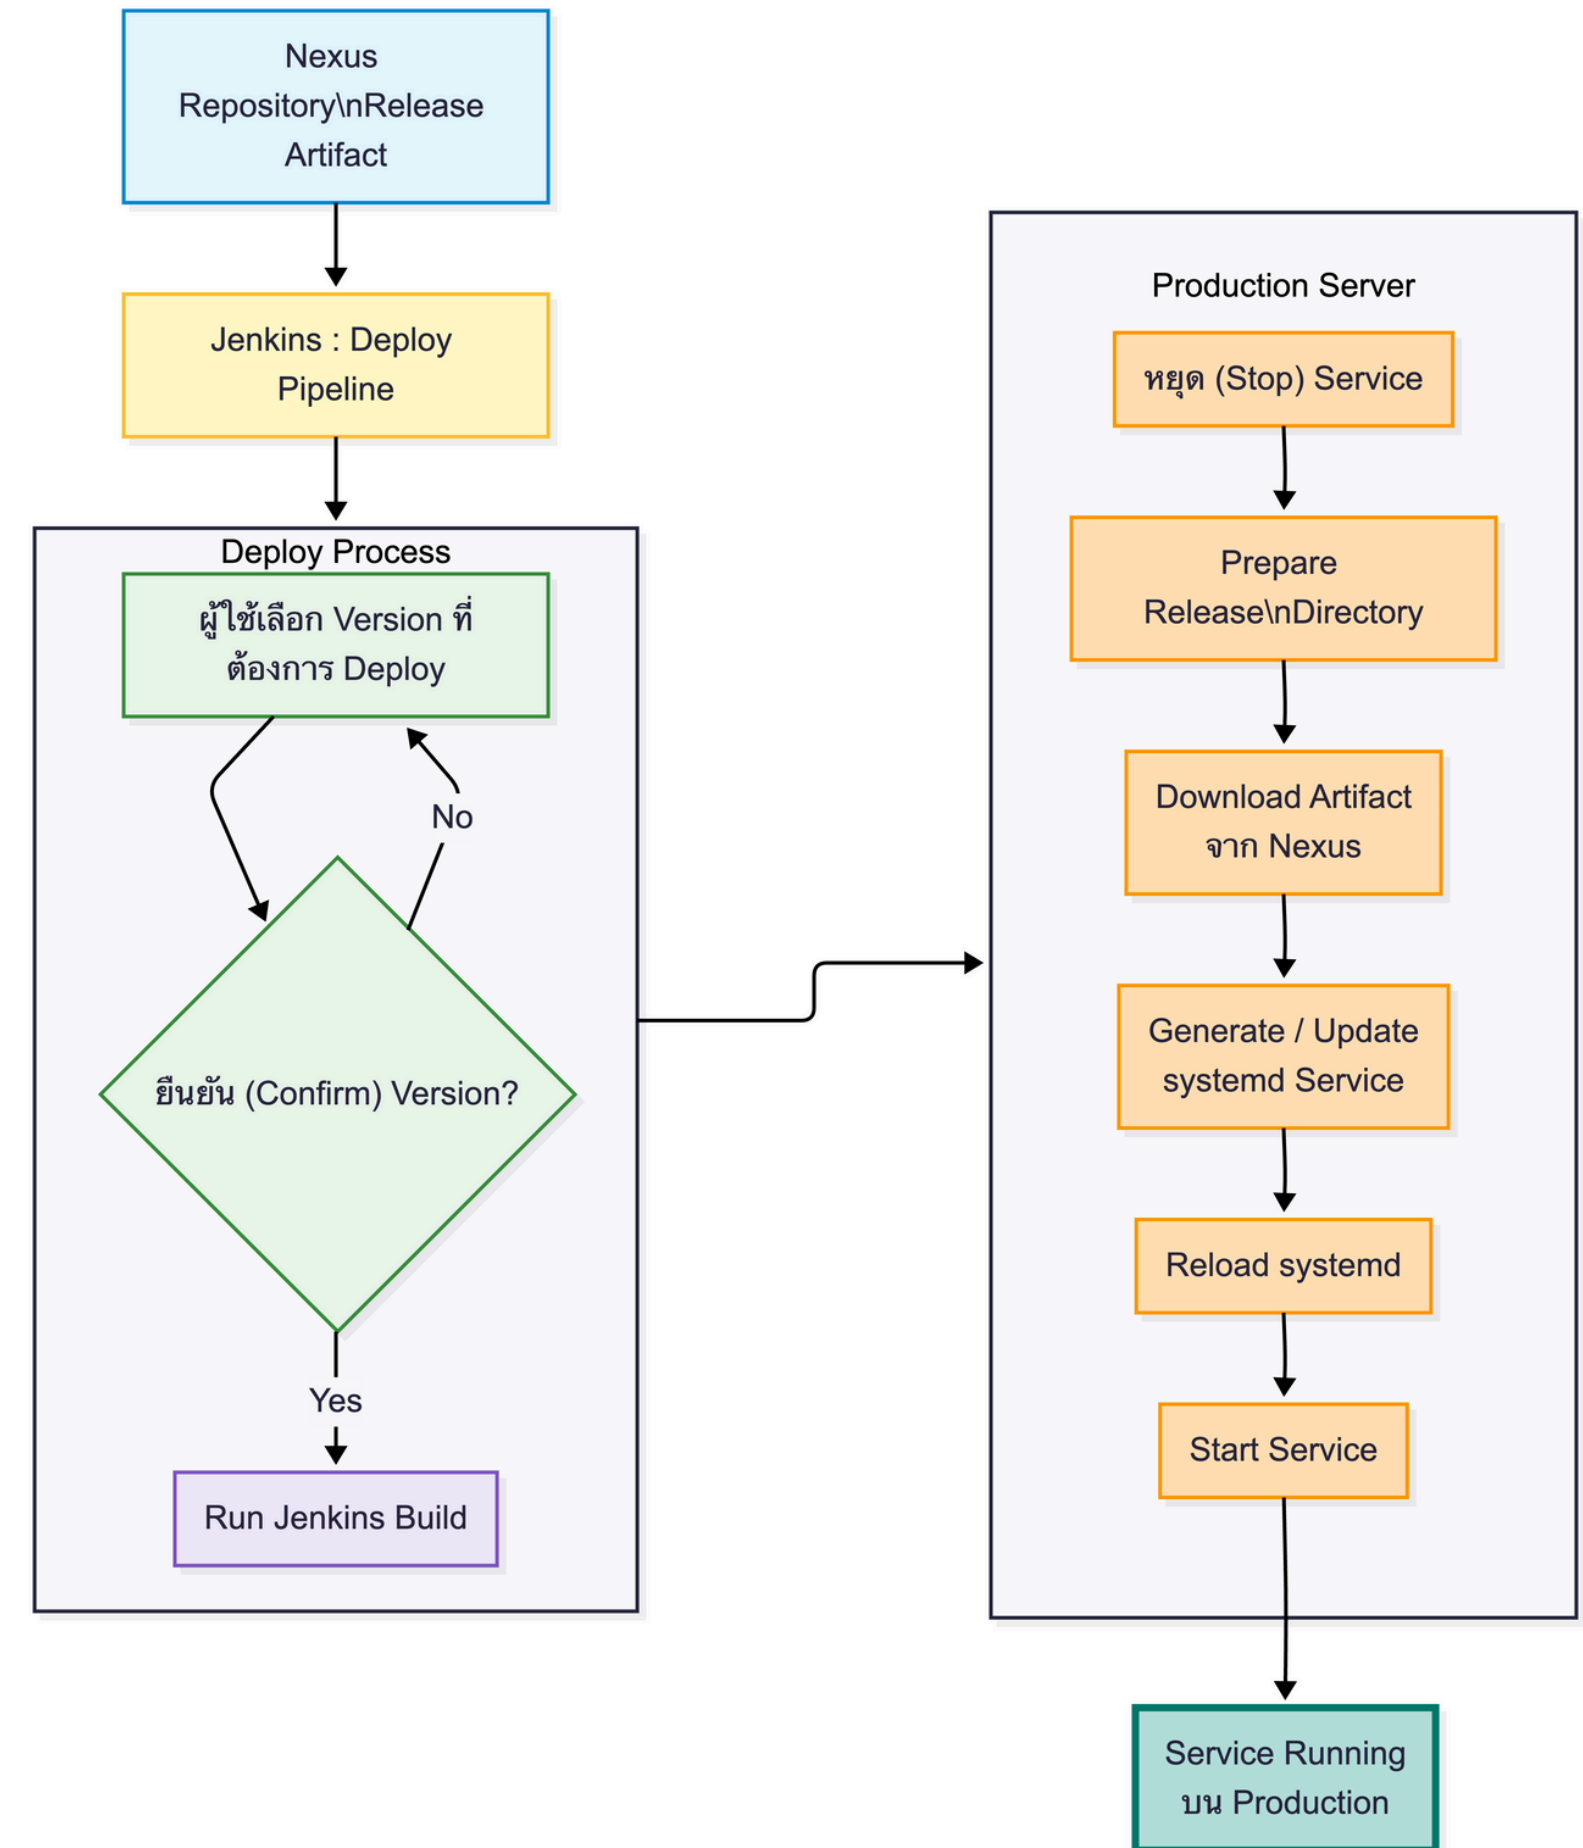 Nexus
Repository\nRelease
Artifact
Jenkins : Deploy
Pipeline
Deploy Process
ผู้ใช้เลือก Version ที่
ต้องการ Deploy
No
ยืนยัน (Confirm) Version?
Yes
Run Jenkins Build
Production Server
หยุด (Stop) Service
Prepare
Release\nDirectory
Download Artifact
จาก Nexus
Generate / Update
systemd Service
Reload systemd
Start Service
Service Running
บน Production